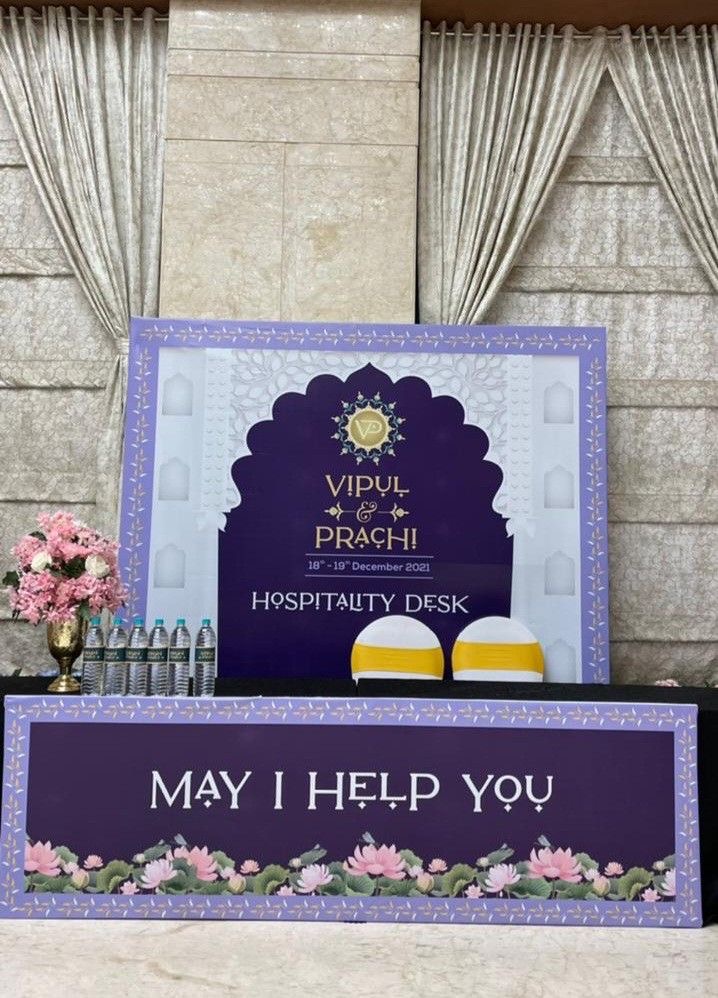 VP
VIPUL
&
PRACHI
18th - 19th December 2021
HOSPITALITY DESK
MAY I HELP YOU